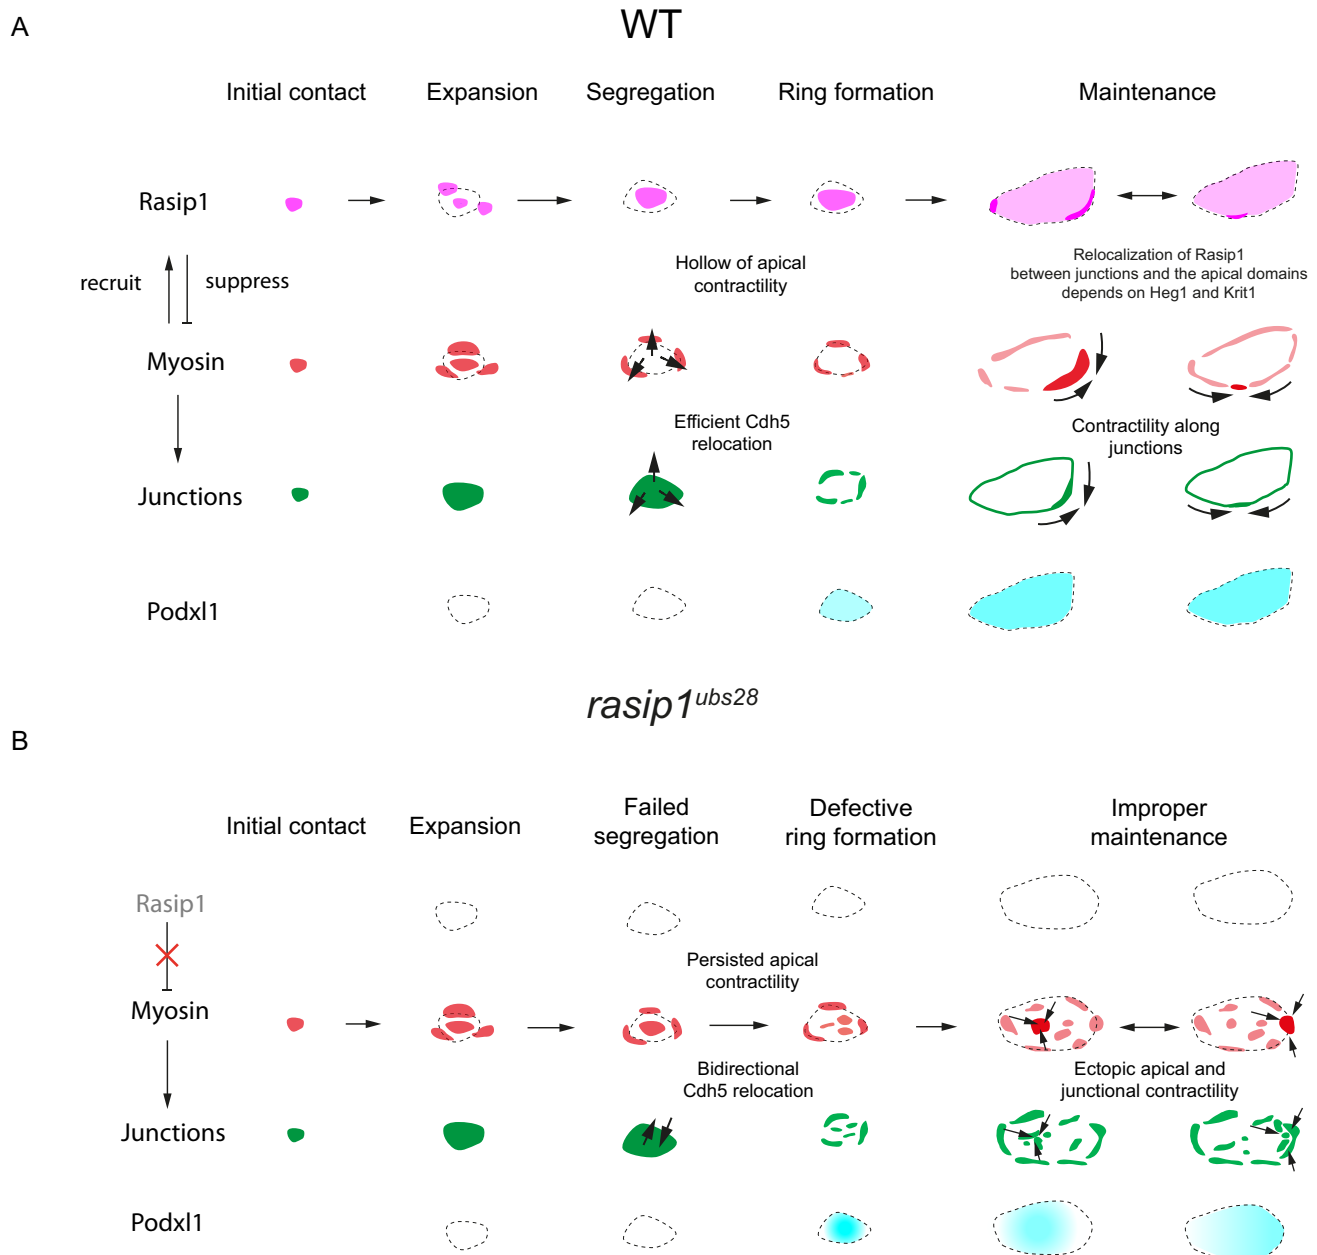 A
WT
Initial contact
Expansion
Segregation
Ring formation
Maintenance
Rasip1
recruit
suppress
Hollow of apical
contractility
Relocalization of Rasip1
between junctions and the apical domains
depends on Heg1 and Krit1
Myosin
Efficient Cdh5
relocation
Contractility along
junctions
Junctions
Podxl1
rasip1ubs28
B
Initial contact
Expansion
Failed
segregation
Defective
ring formation
Improper
maintenance
Rasip1
Persisted apical
contractility
Myosin
Bidirectional
Cdh5 relocation
Ectopic apical and
junctional contractility
Junctions
Podxl1